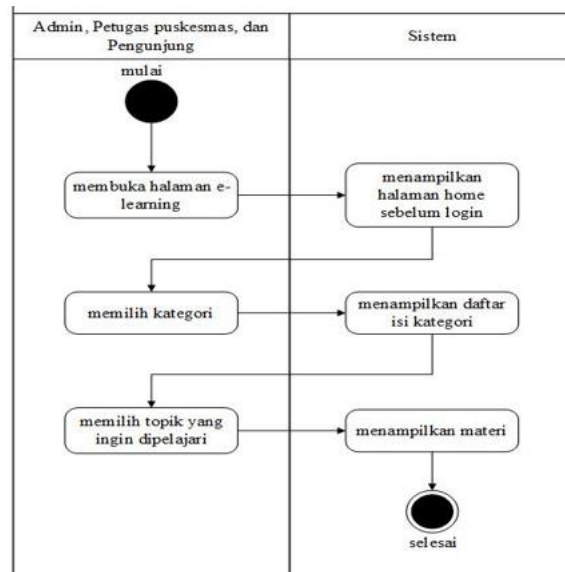 Admin, Petugas puskesmas, dan
Pengunjung
Sistem
mulai
membuka halaman e-
learning
menampilkan
halaman home
sebelum login
memilih kategori
menampilkan daftar
isi kategori
memilih topik yang
ingin dipelajari
menampilkan materi
selesai